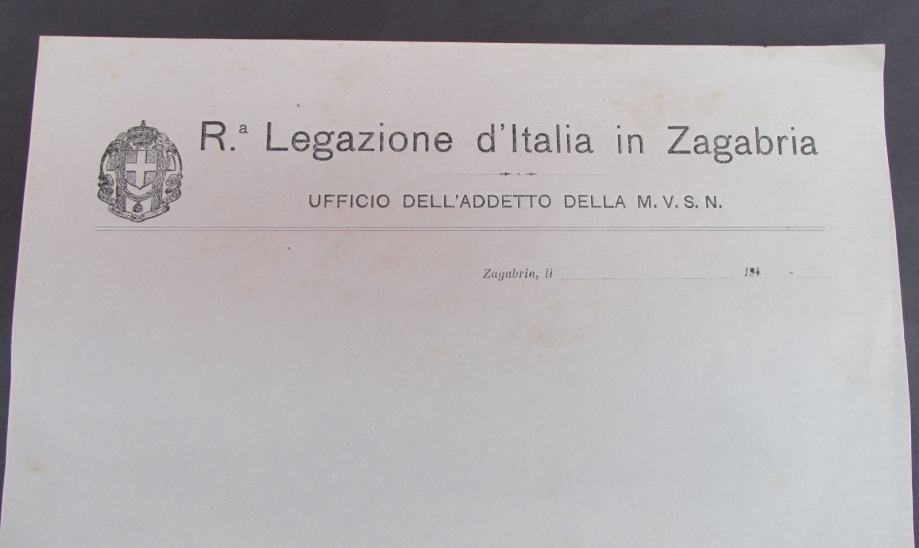 R.ª Legazione d'Italia in Zagabria
UFFICIO DELL'ADDETTO DELLA M. V. S. N.
Zagabria, li 194